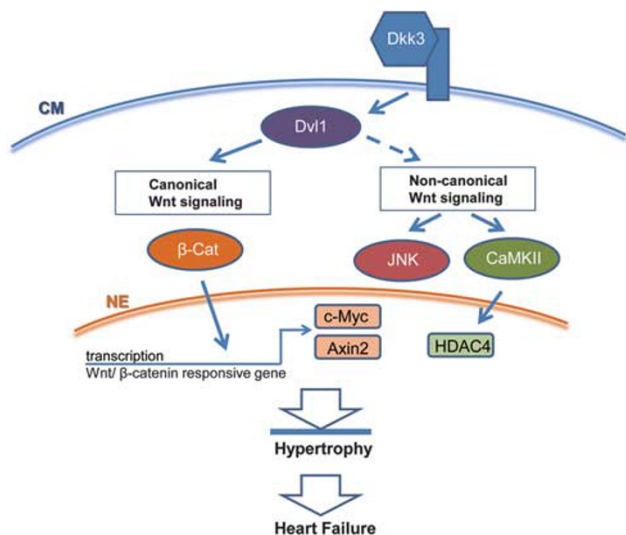 Dkk3
CM
Dvl1
Canonical
Wnt signaling
Non-canonical
Wnt signaling
β-Cat
JNK
CaMKII
NE
c-Myc
Axin2
HDAC4
transcription
Wnt/ β-catenin responsive gene
Hypertrophy
Heart Failure